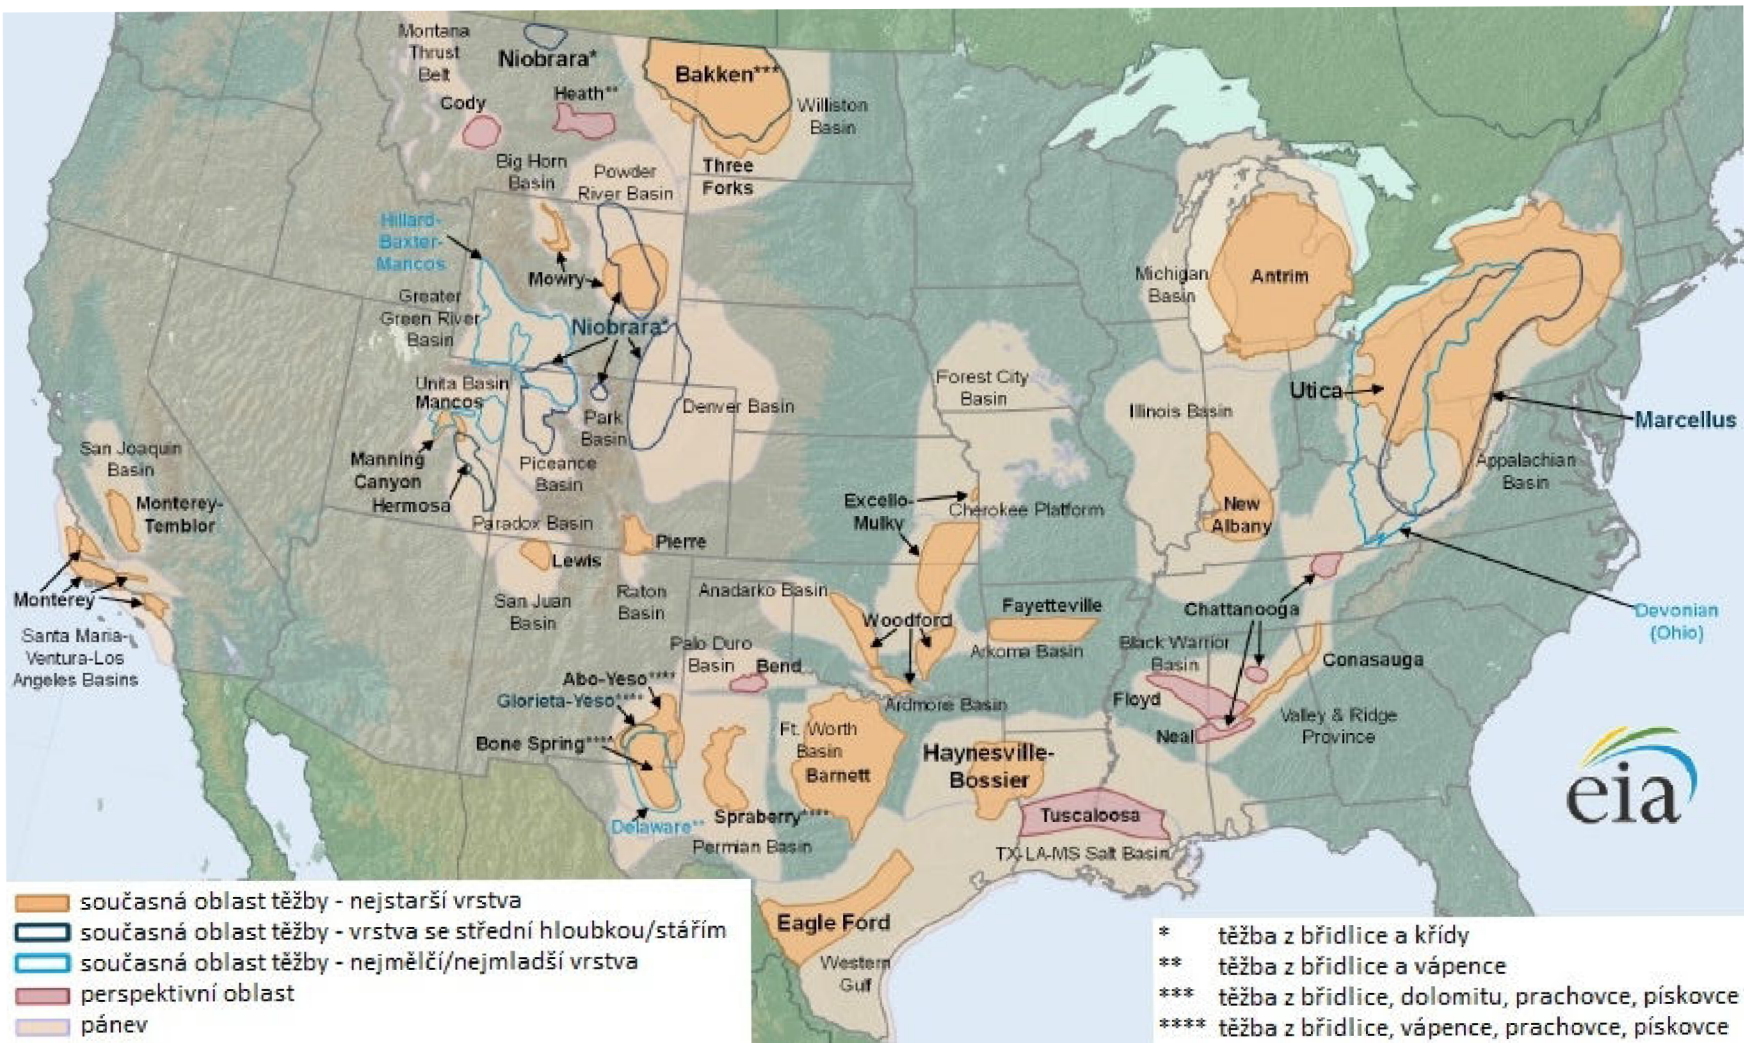 Montana
Thrust
Belt
Niobrara*
Bakken***
Cody
Heath**
Williston
Basin
Big Horn
Basin
Powder
River Basin
Three
Forks
Hillard-
Baxter-
Mancos
Mowry
Greater
Green River
Basin
Niobrara*
Michigan
Basin
Antrim
Unita Basin
Mancos
Park
Basin
Denver Basin
Forest City
Basin
Illinois Basin
Utica
Marcellus
San Joaquin
Basin
Manning
Canyon
Hermosa
Piceance
Basin
Appalachian
Basin
Monterey-
Temblor
Paradox Basin
Excello-
Mulky
Cherokee Platform
New
Albany
Pierre
Lewis
Monterey
San Juan
Basin
Raton
Basin
Anadarko Basin
Woodford
Fayetteville
Chattanooga
Devonian
(Ohio)
Santa Maria-
Ventura-Los
Angeles Basins
Palo Duro
Basin
Bend
Arkoma Basin
Black Warrior
Basin
Conasauga
Abo-Yeso****
Glorieta-Yeso****
Bone Spring****
Ardmore Basin
Floyd
Neal
Valley & Ridge
Province
Ft. Worth
Basin
Barnett
Haynesville-
Bossier
Delaware**
Spraberry****
Permian Basin
Tuscaloosa
TX-LA-MS Salt Basin
Eagle Ford
Western
Gulf
eia
současná oblast těžby - nejstarší vrstva
současná oblast těžby - vrstva se střední hloubkou/stářím
současná oblast těžby - nejmělčí/nejmladší vrstva
perspektivní oblast
pánev
* těžba z břidlice a křídy
** těžba z břidlice a vápence
*** těžba z břidlice, dolomitu, prachovce, pískovce
**** těžba z břidlice, vápence, prachovce, pískovce